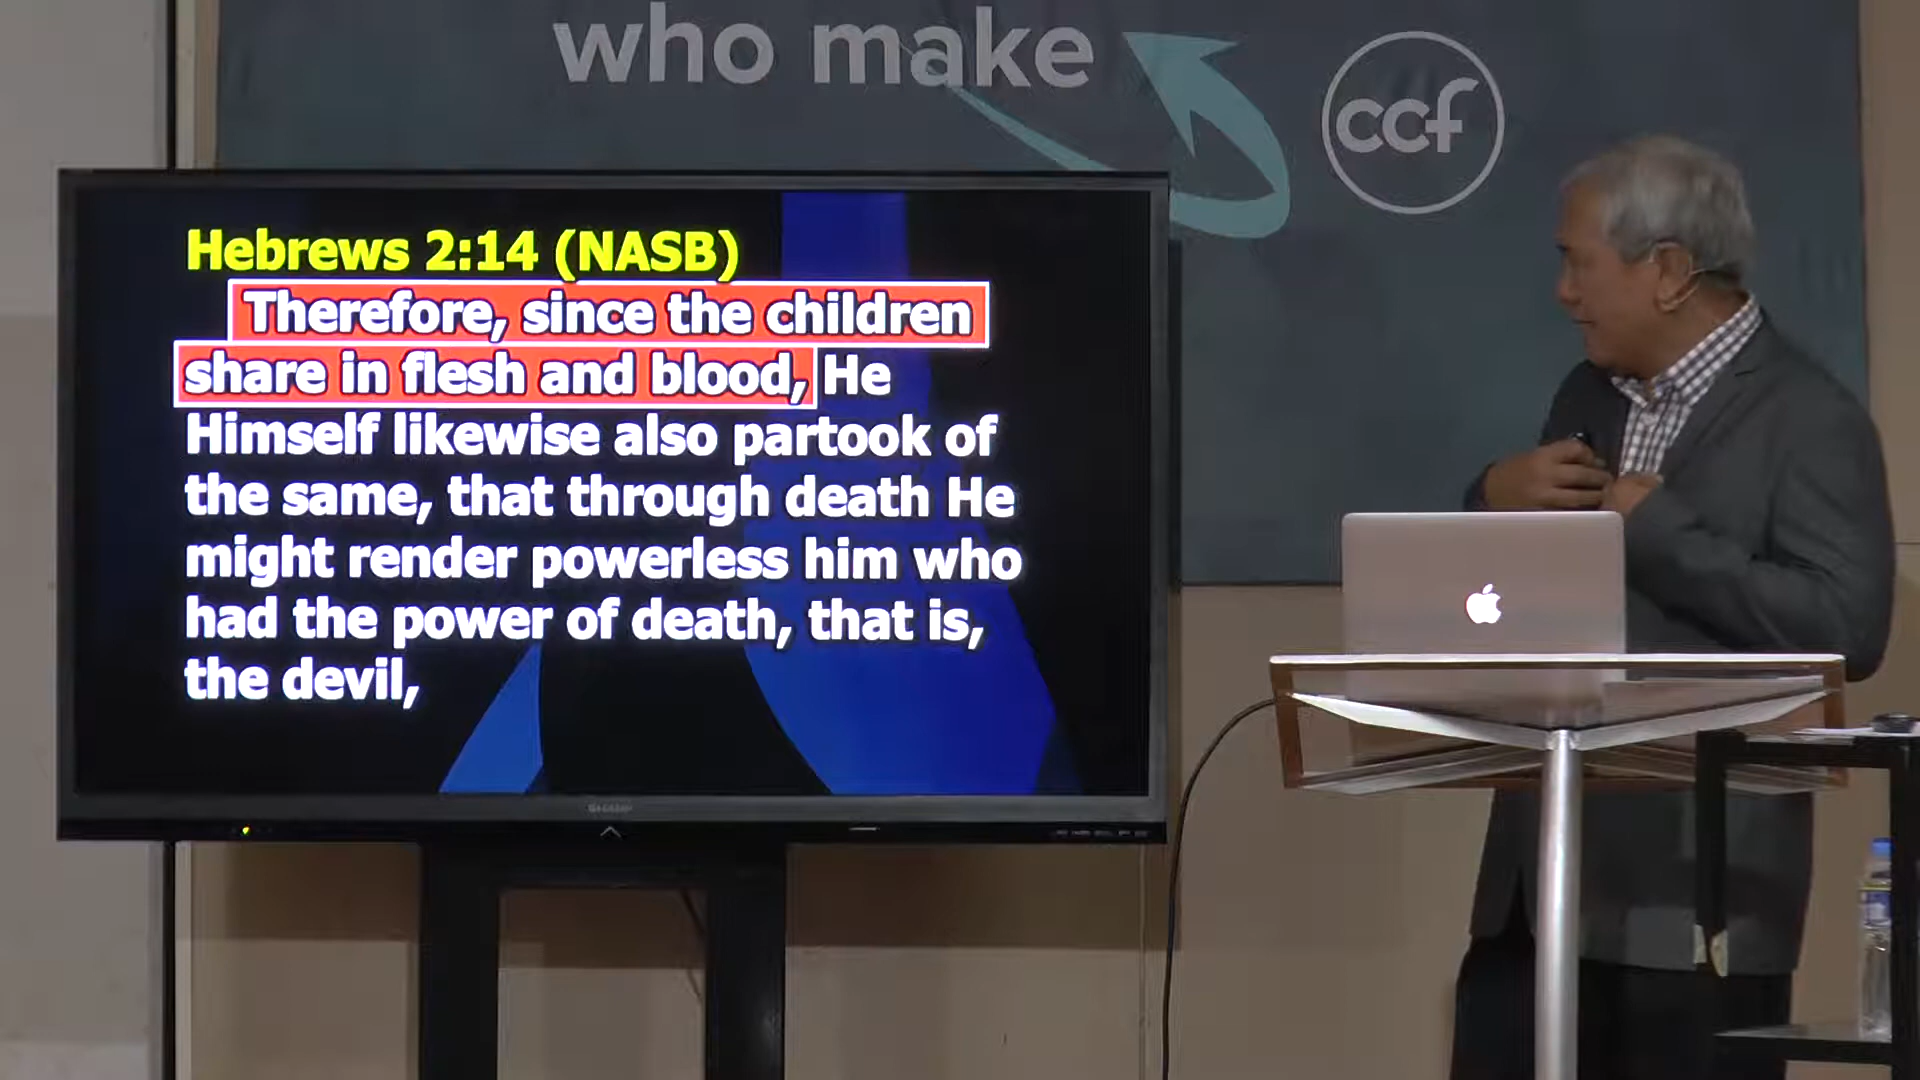 who make
ccf
Hebrews 2:14 (NASB)
Therefore, since the children
share in flesh and blood, He
Himself likewise also partook of
the same, that through death He
might render powerless him who
had the power of death, that is,
the devil,
SHARP